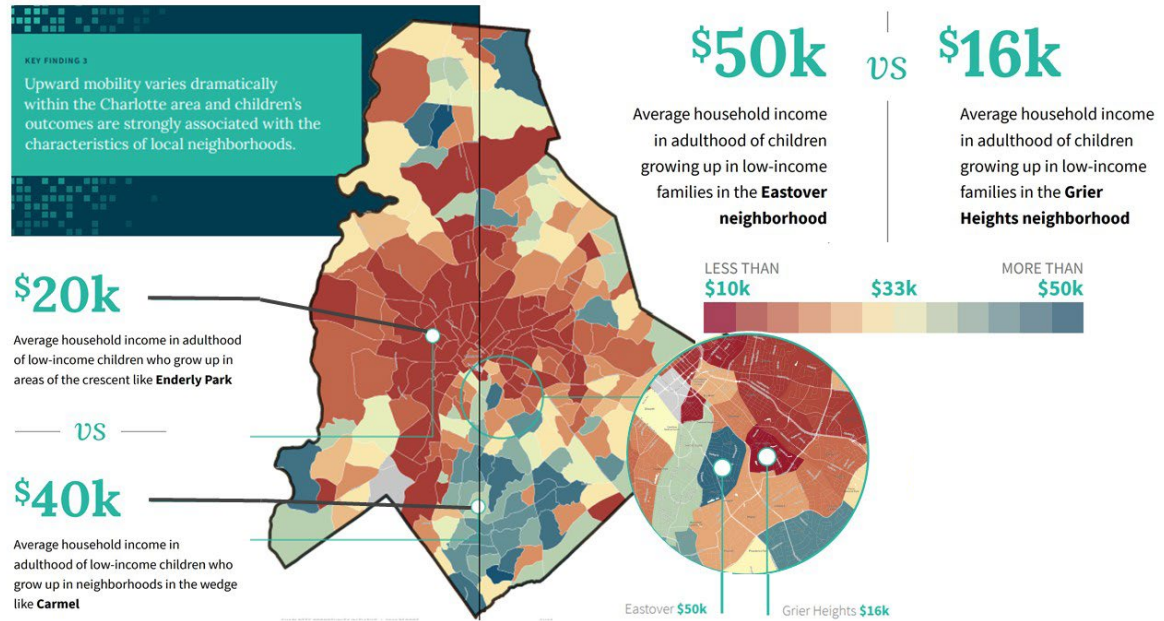 KEY FINDING 3
Upward mobility varies dramatically
within the Charlotte area and children's
outcomes are strongly associated with the
characteristics of local neighborhoods.
$50k
vs
$16k
Average household income
in adulthood of children
growing up in low-income
families in the Eastover
neighborhood
Average household income
in adulthood of children
growing up in low-income
families in the Grier
Heights neighborhood
LESS THAN
$10k
$33k
MORE THAN
$50k
$20k
Average household income in adulthood
of low-income children who grow up in
areas of the crescent like Enderly Park
vs
$40k
Average household income in
adulthood of low-income children who
grow up in neighborhoods in the wedge
like Carmel
Eastover $50k
Grier Heights $16k